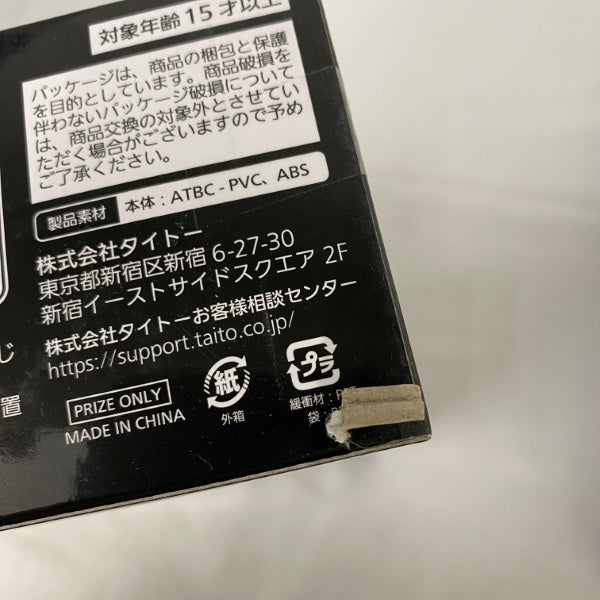 対象年齢15才以上
パッケージは、商品の梱包と保護
を目的としています。商品破損を
伴わないパッケージ破損について
は、商品交換の対象外とさせてい
ただく場合がございますので予め
ご了承ください。
製品素材 本体：ATBC-PVC、ABS
株式会社タイトー
東京都新宿区新宿 6-27-30
新宿イーストサイドスクエア 2F
じ
株式会社タイトーお客様相談センター
https://support.taito.co.jp/
置
PRIZE ONLY
MADE IN CHINA
紙
外箱
プラ
緩衝材：
袋：